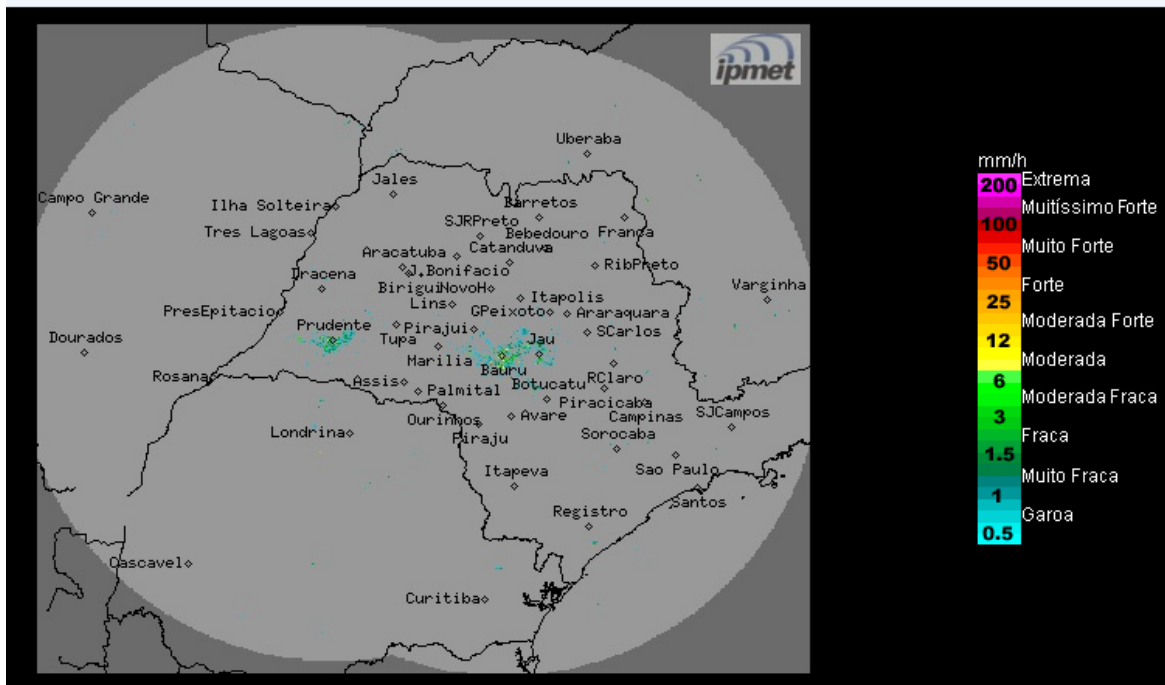 ipmet
Uberaba
Jales
Campo Grande
Ilha Solteira
Barretos
SJRPreto
Tres Lagoas
Bebedouro Franca
Aracatuba
Catanduva
Dracena
J.Bonifacio
RibPreto
BiriguiNovoH
Varginha
Itapolis
Lins
PresEpitacio
GPeixoto
Araraquara
Prudente
Pirajui
SCarlos
Dourados
Tupa
Jau
Marilia
Bauru
Rosana
Assis
Botucatu
RClaro
Palmital
Piracicaba
Ourinhos
Avare
Campinas
SJCampos
Londrina
Piraju
Sorocaba
Itapeva
Sao Paulo
Santos
Registro
Cascavel
Curitiba
mm/h
200 Extrema
Muitíssimo Forte
100
Muito Forte
50
Forte
25
Moderada Forte
12
Moderada
6
Moderada Fraca
3
Fraca
1.5
Muito Fraca
1
Garoa
0.5